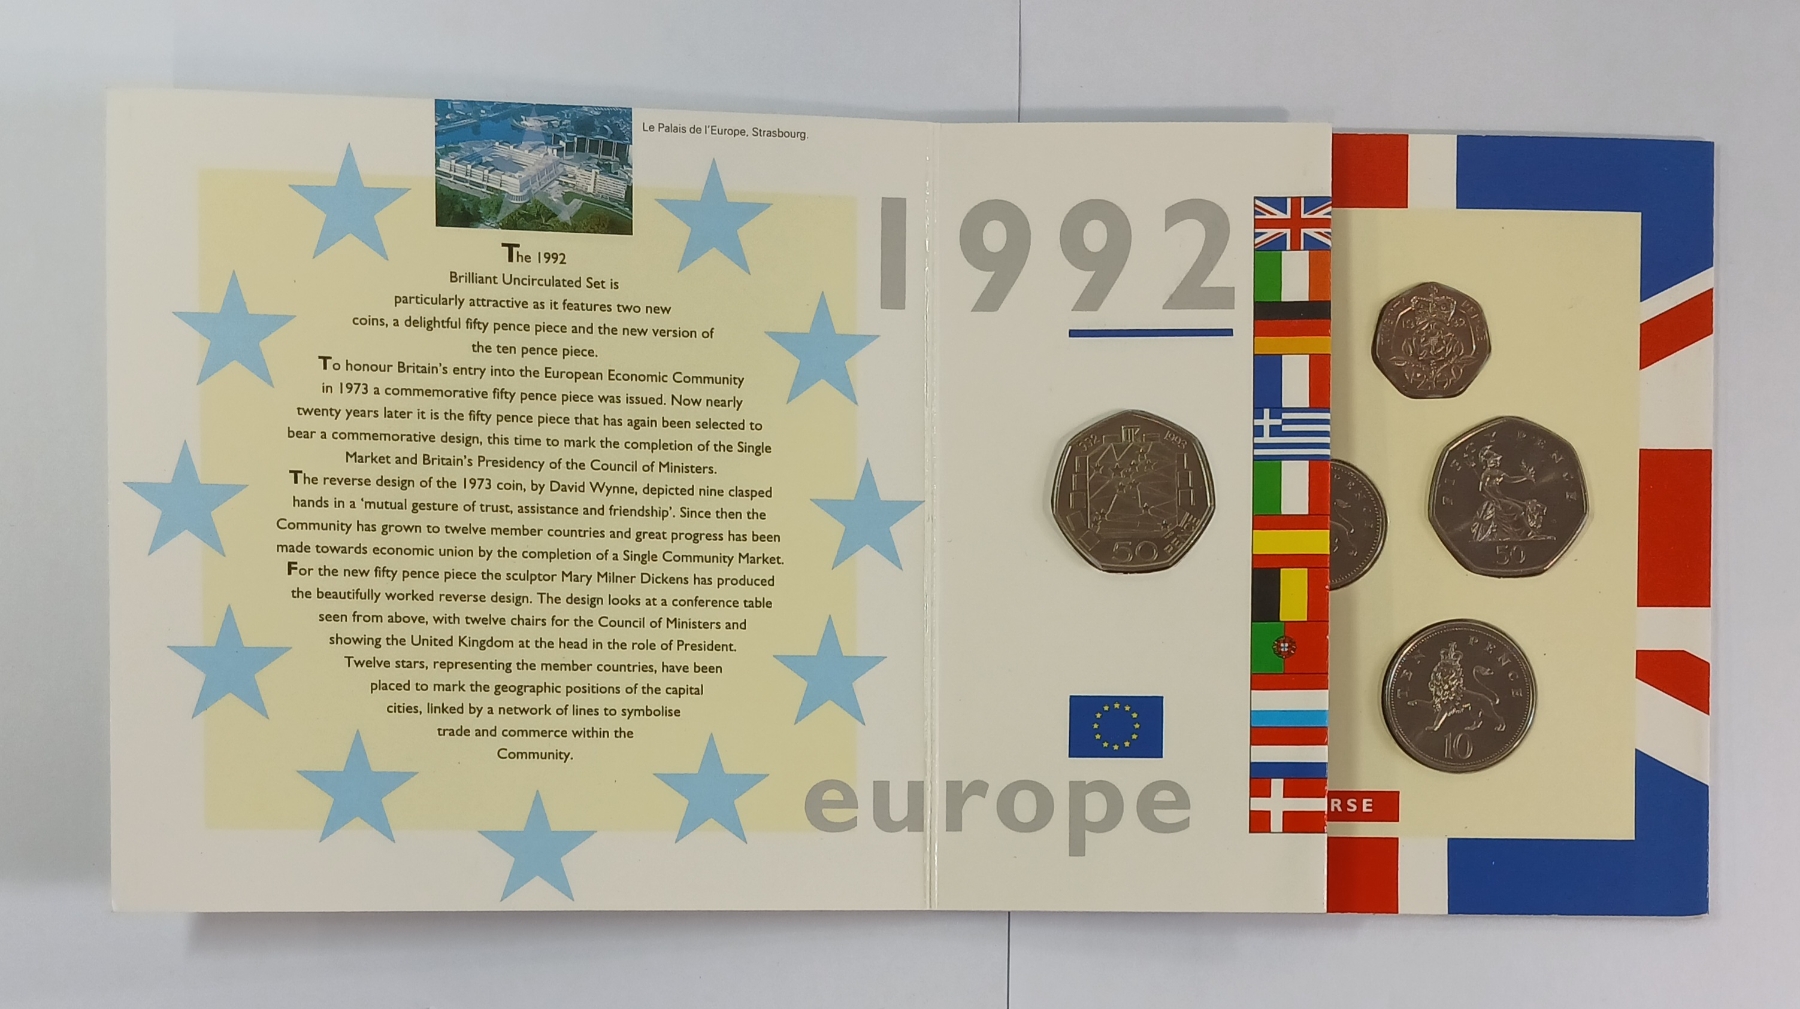 Le Palais de l'Europe, Strasbourg.
The 1992
Brilliant Uncirculated Set is
particularly attractive as it features two new
coins, a delightful fifty pence piece and the new version of
the ten pence piece.
To honour Britain's entry into the European Economic Community
in 1973 a commemorative fifty pence piece was issued. Now nearly
twenty years later it is the fifty pence piece that has again been selected to
bear a commemorative design, this time to mark the completion of the Single
Market and Britain's Presidency of the Council of Ministers.
The reverse design of the 1973 coin, by David Wynne, depicted nine clasped
hands in a 'mutual gesture of trust, assistance and friendship'. Since then the
Community has grown to twelve member countries and great progress has been
made towards economic union by the completion of a Single Community Market.
For the new fifty pence piece the sculptor Mary Milner Dickens has produced
the beautifully worked reverse design. The design looks at a conference table
seen from above, with twelve chairs for the Council of Ministers and
showing the United Kingdom at the head in the role of President.
Twelve stars, representing the member countries, have been
placed to mark the geographic positions of the capital
cities, linked by a network of lines to symbolise
trade and commerce within the
Community.
1992
1992 1993
50 PENCE
europe
1992
20
FIFTY PENCE
50
PENCE
TEN PENCE
10
RSE